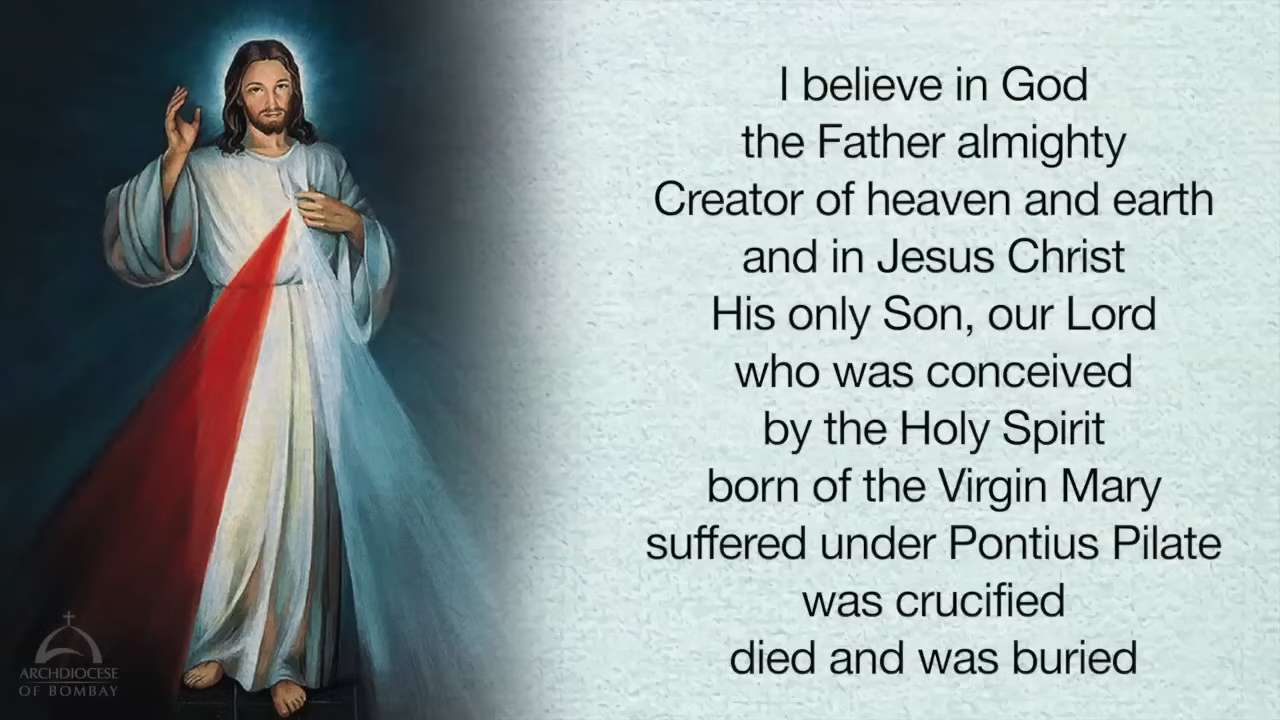 I believe in God
the Father almighty
Creator of heaven and earth
and in Jesus Christ
His only Son, our Lord
who was conceived
by the Holy Spirit
born of the Virgin Mary
suffered under Pontius Pilate
was crucified
died and was buried
ARCHDIOCESE
OF BOMBAY